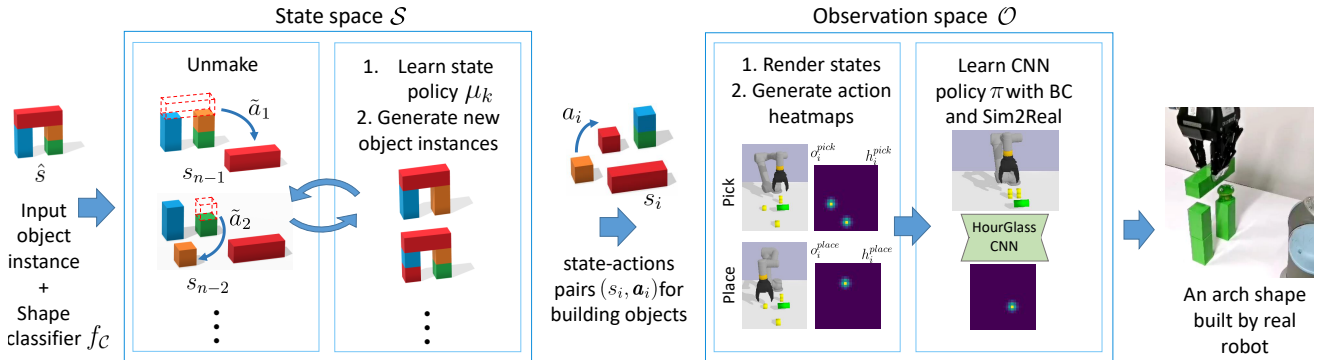 State space 𝒮
Observation space 𝒪
ŝ
Input
object
instance
+
Shape
classifier f_𝒞
Unmake
ã₁
s_{n−1}
ã₂
s_{n−2}
⋮
1. Learn state
policy μ_k
2. Generate new
object instances
⋮
a_i
s_i
state-actions
pairs (s_i, 𝒂_i) for
building objects
1. Render states
2. Generate action
heatmaps
Pick
o_i^{pick}
h_i^{pick}
Place
o_i^{place}
h_i^{place}
Learn CNN
policy π with BC
and Sim2Real
HourGlass
CNN
An arch shape
built by real
robot